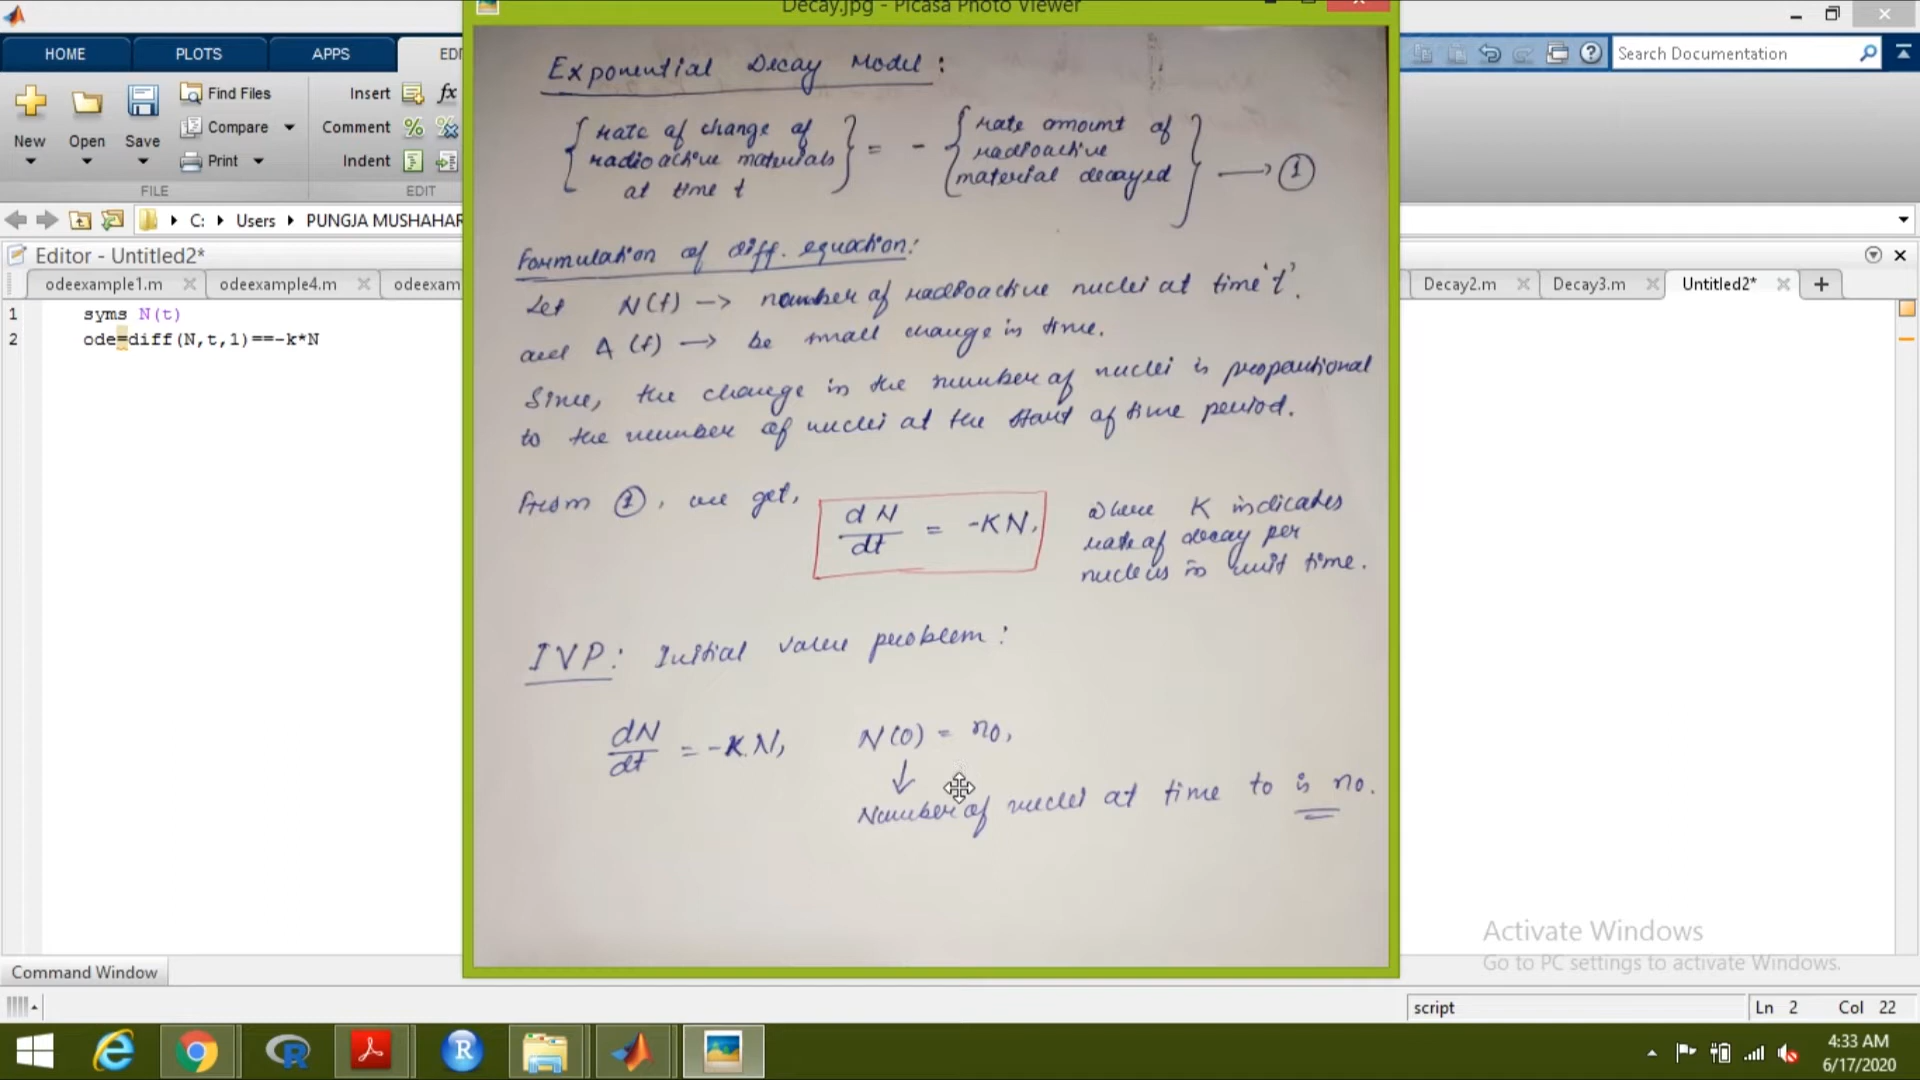 Decay.jpg - Picasa Photo Viewer
HOME PLOTS APPS EDI
Search Documentation
New Open Save
Find Files
Compare
Print
FILE
Insert fx
Comment
Indent
EDIT
C: Users PUNGJA MUSHAHAR
Editor - Untitled2*
odeexample1.m odeexample4.m odeexam
Decay2.m Decay3.m Untitled2* +
1 syms N(t)
2 ode=diff(N,t,1)==-k*N
Exponential Decay Model :
{ rate of change of radioactive materials at time t } = - { rate amount of radioactive material decayed } → 1
Formulation of diff. equation:
Let N(t) → number of radioactive nuclei at time 't'.
and Δ(t) → be small change in time.
Since, the change in the number of nuclei is propautional
to the number of nuclei at the start of time period.
From 1, we get,
dN/dt = -KN,
where K indicates
rate of decay per
nucleus in unit time.
IVP: Initial value problem :
dN/dt = -K.N, N(0) = n0,
↓
Number of nuclei at time to is no.
Activate Windows
Go to PC settings to activate Windows.
Command Window
script Ln 2 Col 22
4:33 AM
6/17/2020